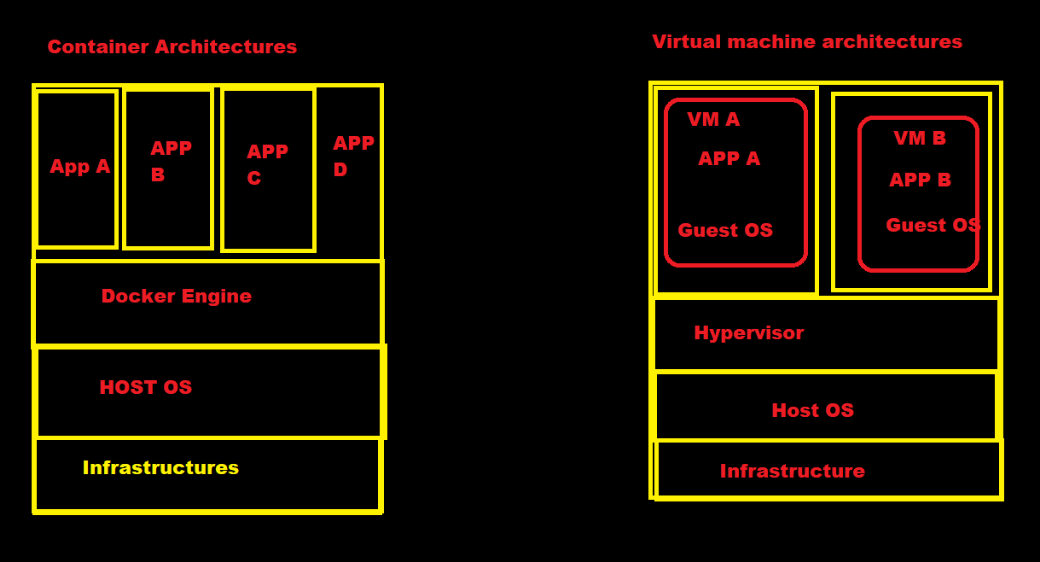 Container Architectures
App A
APP
B
APP
C
APP
D
Docker Engine
HOST OS
Infrastructures
Virtual machine architectures
VM A
APP A
Guest OS
VM B
APP B
Guest OS
Hypervisor
Host OS
Infrastructure